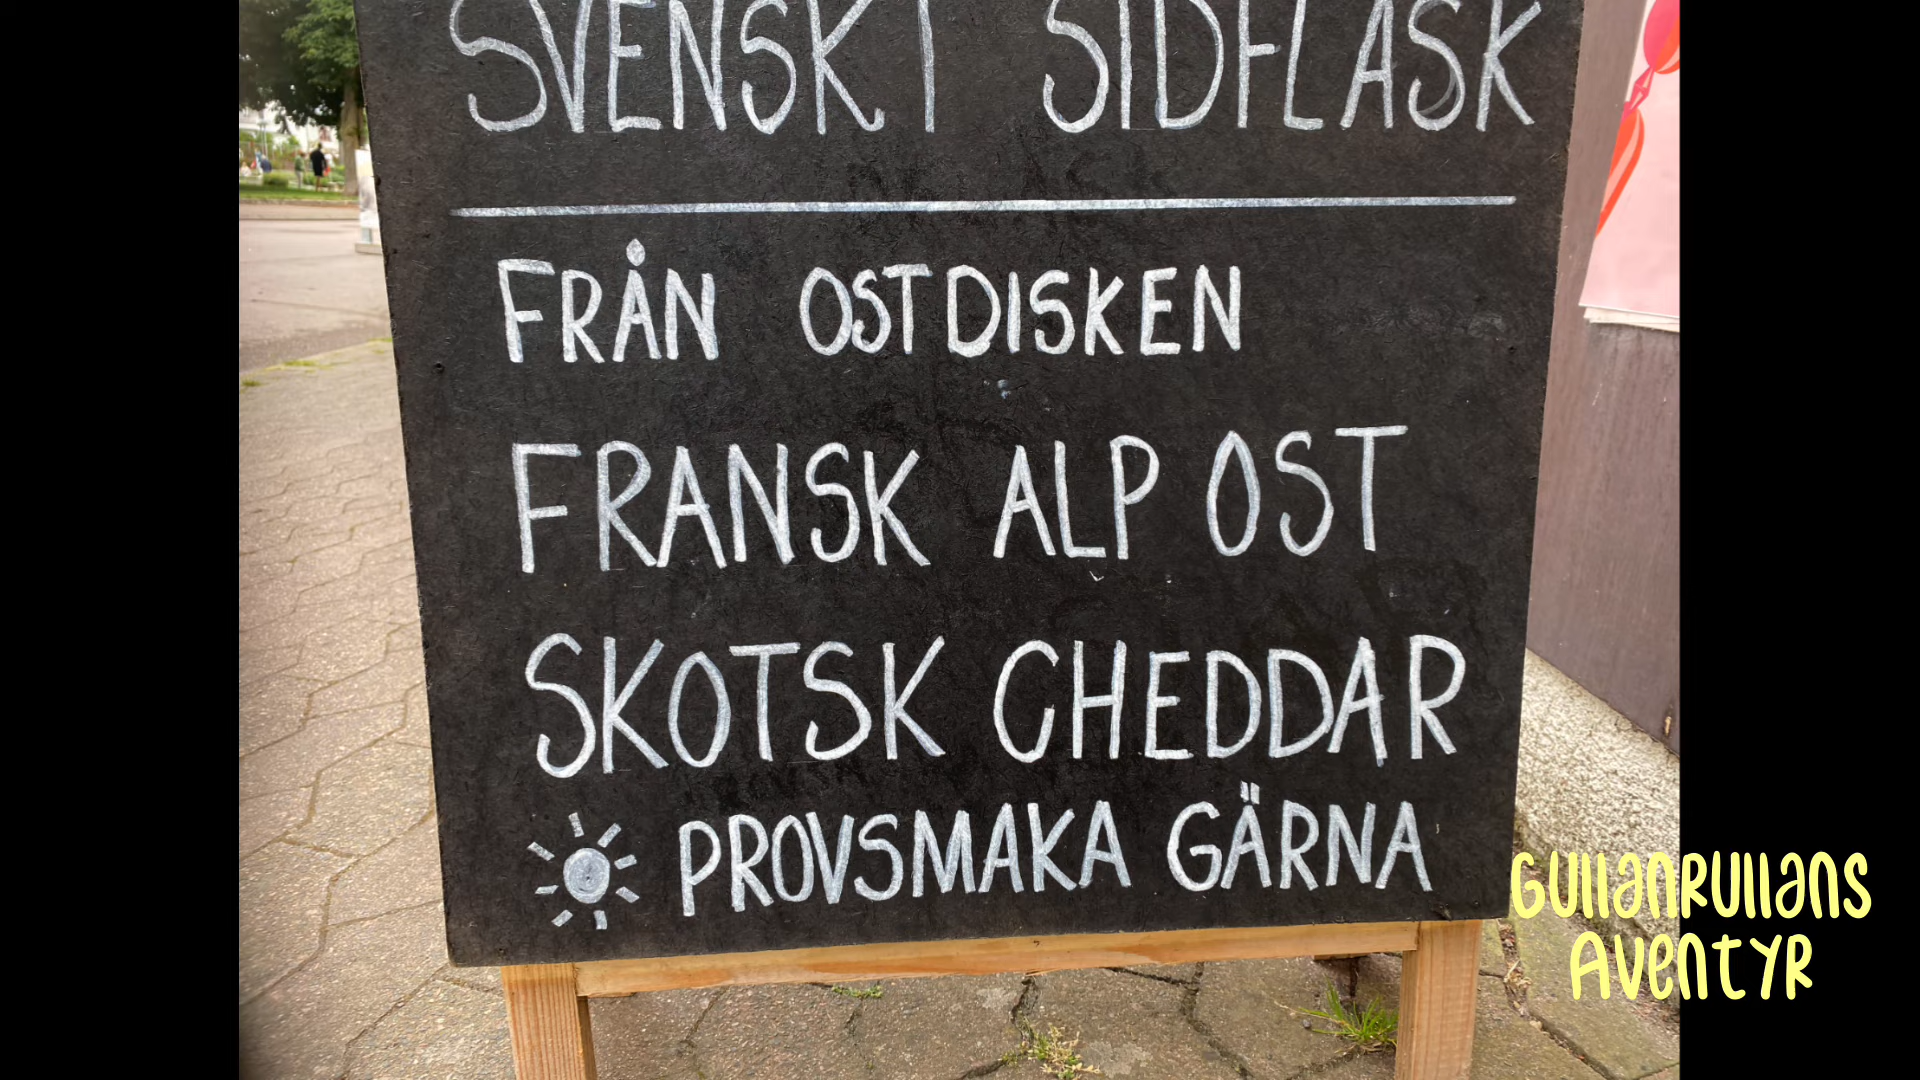 SVENSKT SIDFLÄSK
FRÅN OSTDISKEN
FRANSK ALP OST
SKOTSK CHEDDAR
PROVSMAKA GÄRNA
GUllANRUllANS
AVENTYR